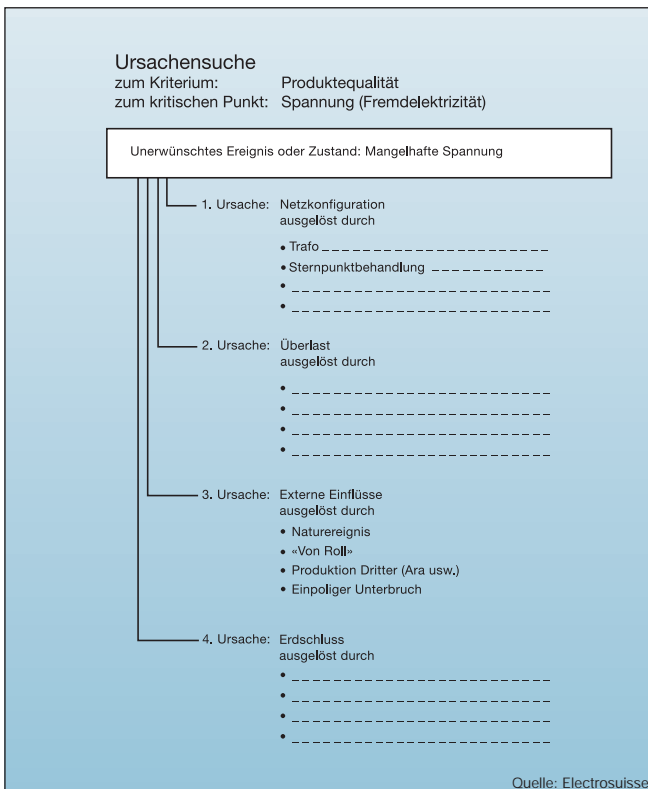 Ursachensuche
zum Kriterium: Produktequalität
zum kritischen Punkt: Spannung (Fremdelektrizität)
Unerwünschtes Ereignis oder Zustand: Mangelhafte Spannung
1. Ursache: Netzkonfiguration
ausgelöst durch
• Trafo
• Sternpunktbehandlung
•
•
2. Ursache: Überlast
ausgelöst durch
•
•
•
•
3. Ursache: Externe Einflüsse
ausgelöst durch
• Naturereignis
• «Von Roll»
• Produktion Dritter (Ara usw.)
• Einpoliger Unterbruch
4. Ursache: Erdschluss
ausgelöst durch
•
•
•
•
Quelle: Electrosuisse